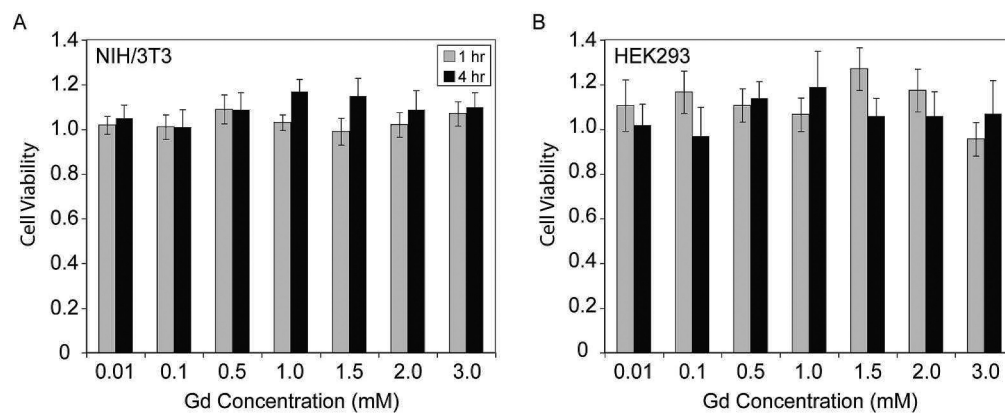 A
NIH/3T3
1 hr
4 hr
1.4
1.2
1.0
0.8
0.6
0.4
0.2
0
Cell Viability
0.01 0.1 0.5 1.0 1.5 2.0 3.0
Gd Concentration (mM)
B
HEK293
1.4
1.2
1.0
0.8
0.6
0.4
0.2
0
Cell Viability
0.01 0.1 0.5 1.0 1.5 2.0 3.0
Gd Concentration (mM)